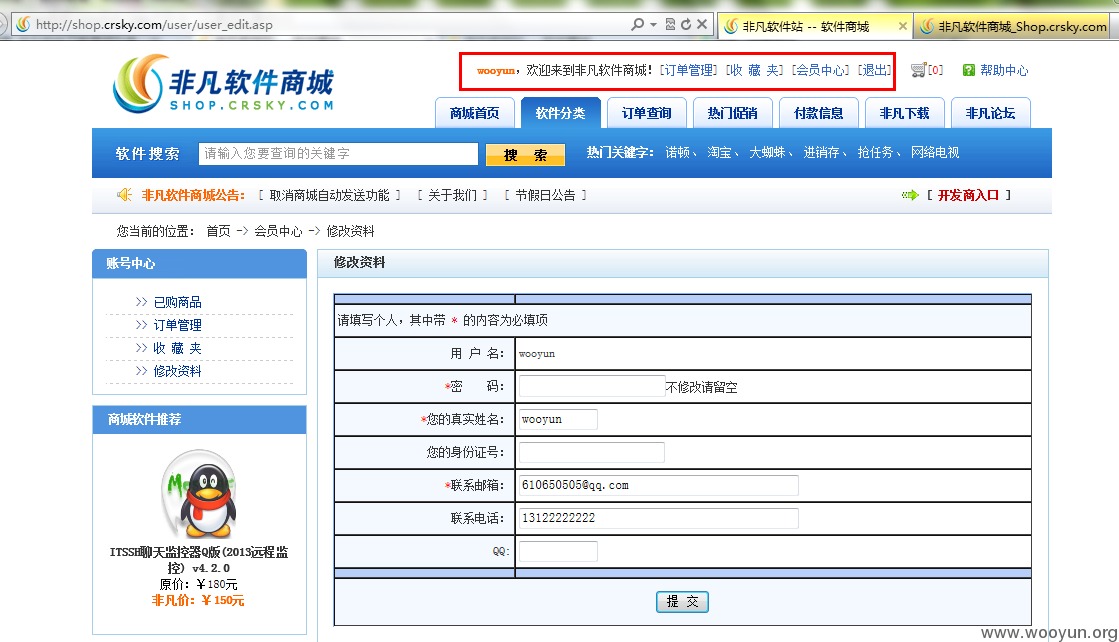 http://shop.crsky.com/user/user_edit.asp
非凡软件站 -- 软件商城
非凡软件商城_Shop.crsky.com
非凡软件商城
SHOP.CRSKY.COM
wooyun，欢迎来到非凡软件商城！[订单管理] [收 藏 夹] [会员中心] [退出]
[0]
帮助中心
商城首页 软件分类 订单查询 热门促销 付款信息 非凡下载 非凡论坛
软件搜索 请输入您要查询的关键字 搜 索 热门关键字： 诺顿、 淘宝、 大蜘蛛、 进销存、 抢任务、 网络电视
非凡软件商城公告： [ 取消商城自动发送功能 ] [ 关于我们 ] [ 节假日公告 ] [ 开发商入口 ]
您当前的位置： 首页 -> 会员中心 -> 修改资料
账号中心
>> 已购商品
>> 订单管理
>> 收 藏 夹
>> 修改资料
商城软件推荐
ITSSH聊天监控器Q版(2013远程监
控) v4.2.0
原价：￥180元
非凡价：￥150元
修改资料
请填写个人，其中带 * 的内容为必填项
用 户 名： wooyun
*密 码： 不修改请留空
*您的真实姓名： wooyun
您的身份证号：
*联系邮箱： 610650505@qq.com
联系电话： 13122222222
QQ:
提 交
www.wooyun.org